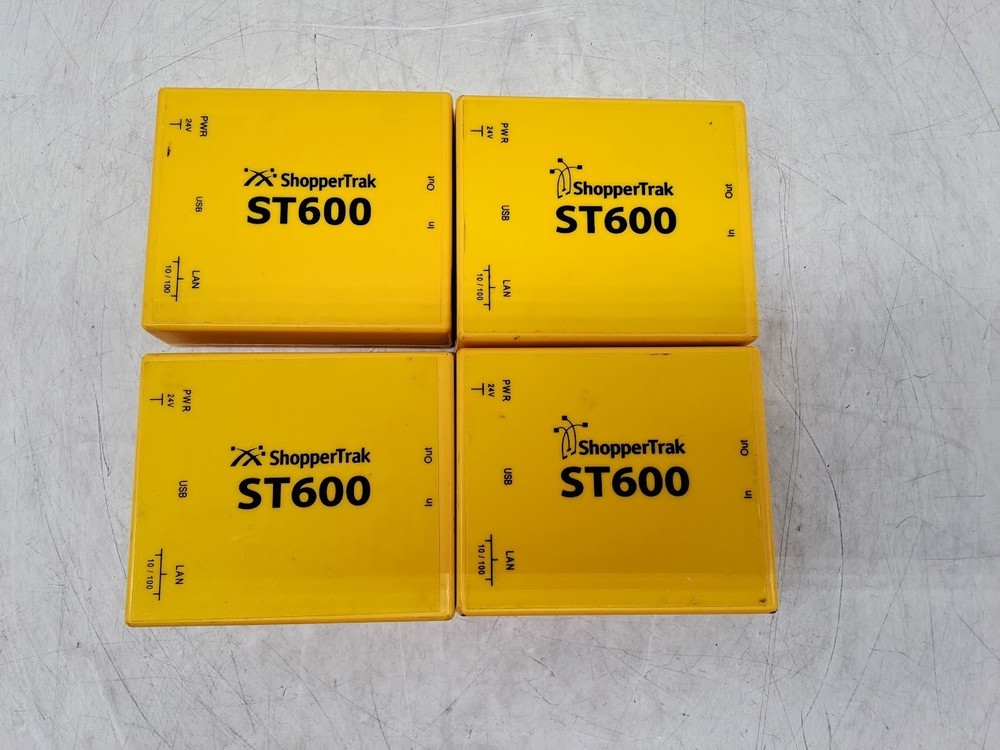 PWR
24V
USB
LAN
10 / 100
ShopperTrak
ST600
Out
In
PWR
24V
USB
LAN
10 / 100
ShopperTrak
ST600
Out
In
PWR
24V
USB
LAN
10 / 100
ShopperTrak
ST600
Out
In
PWR
24V
USB
LAN
10 / 100
ShopperTrak
ST600
Out
In